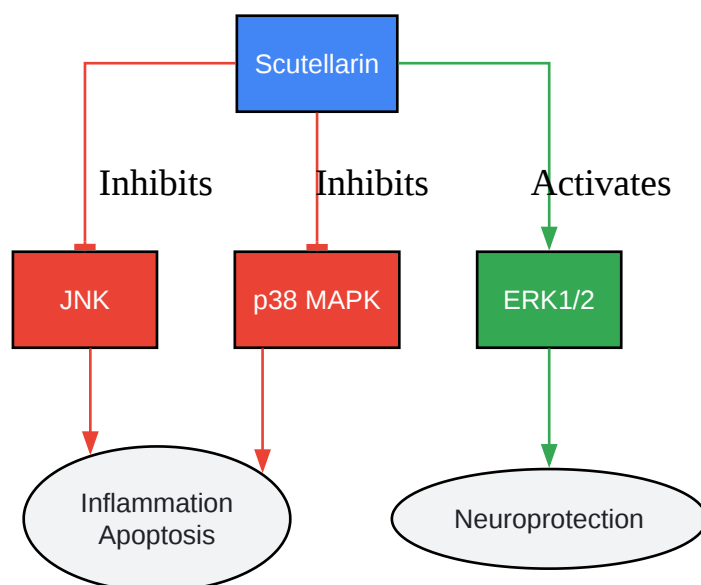 Scutellarin
Inhibits
Inhibits
Activates
JNK
p38 MAPK
ERK1/2
Inflammation
Apoptosis
Neuroprotection